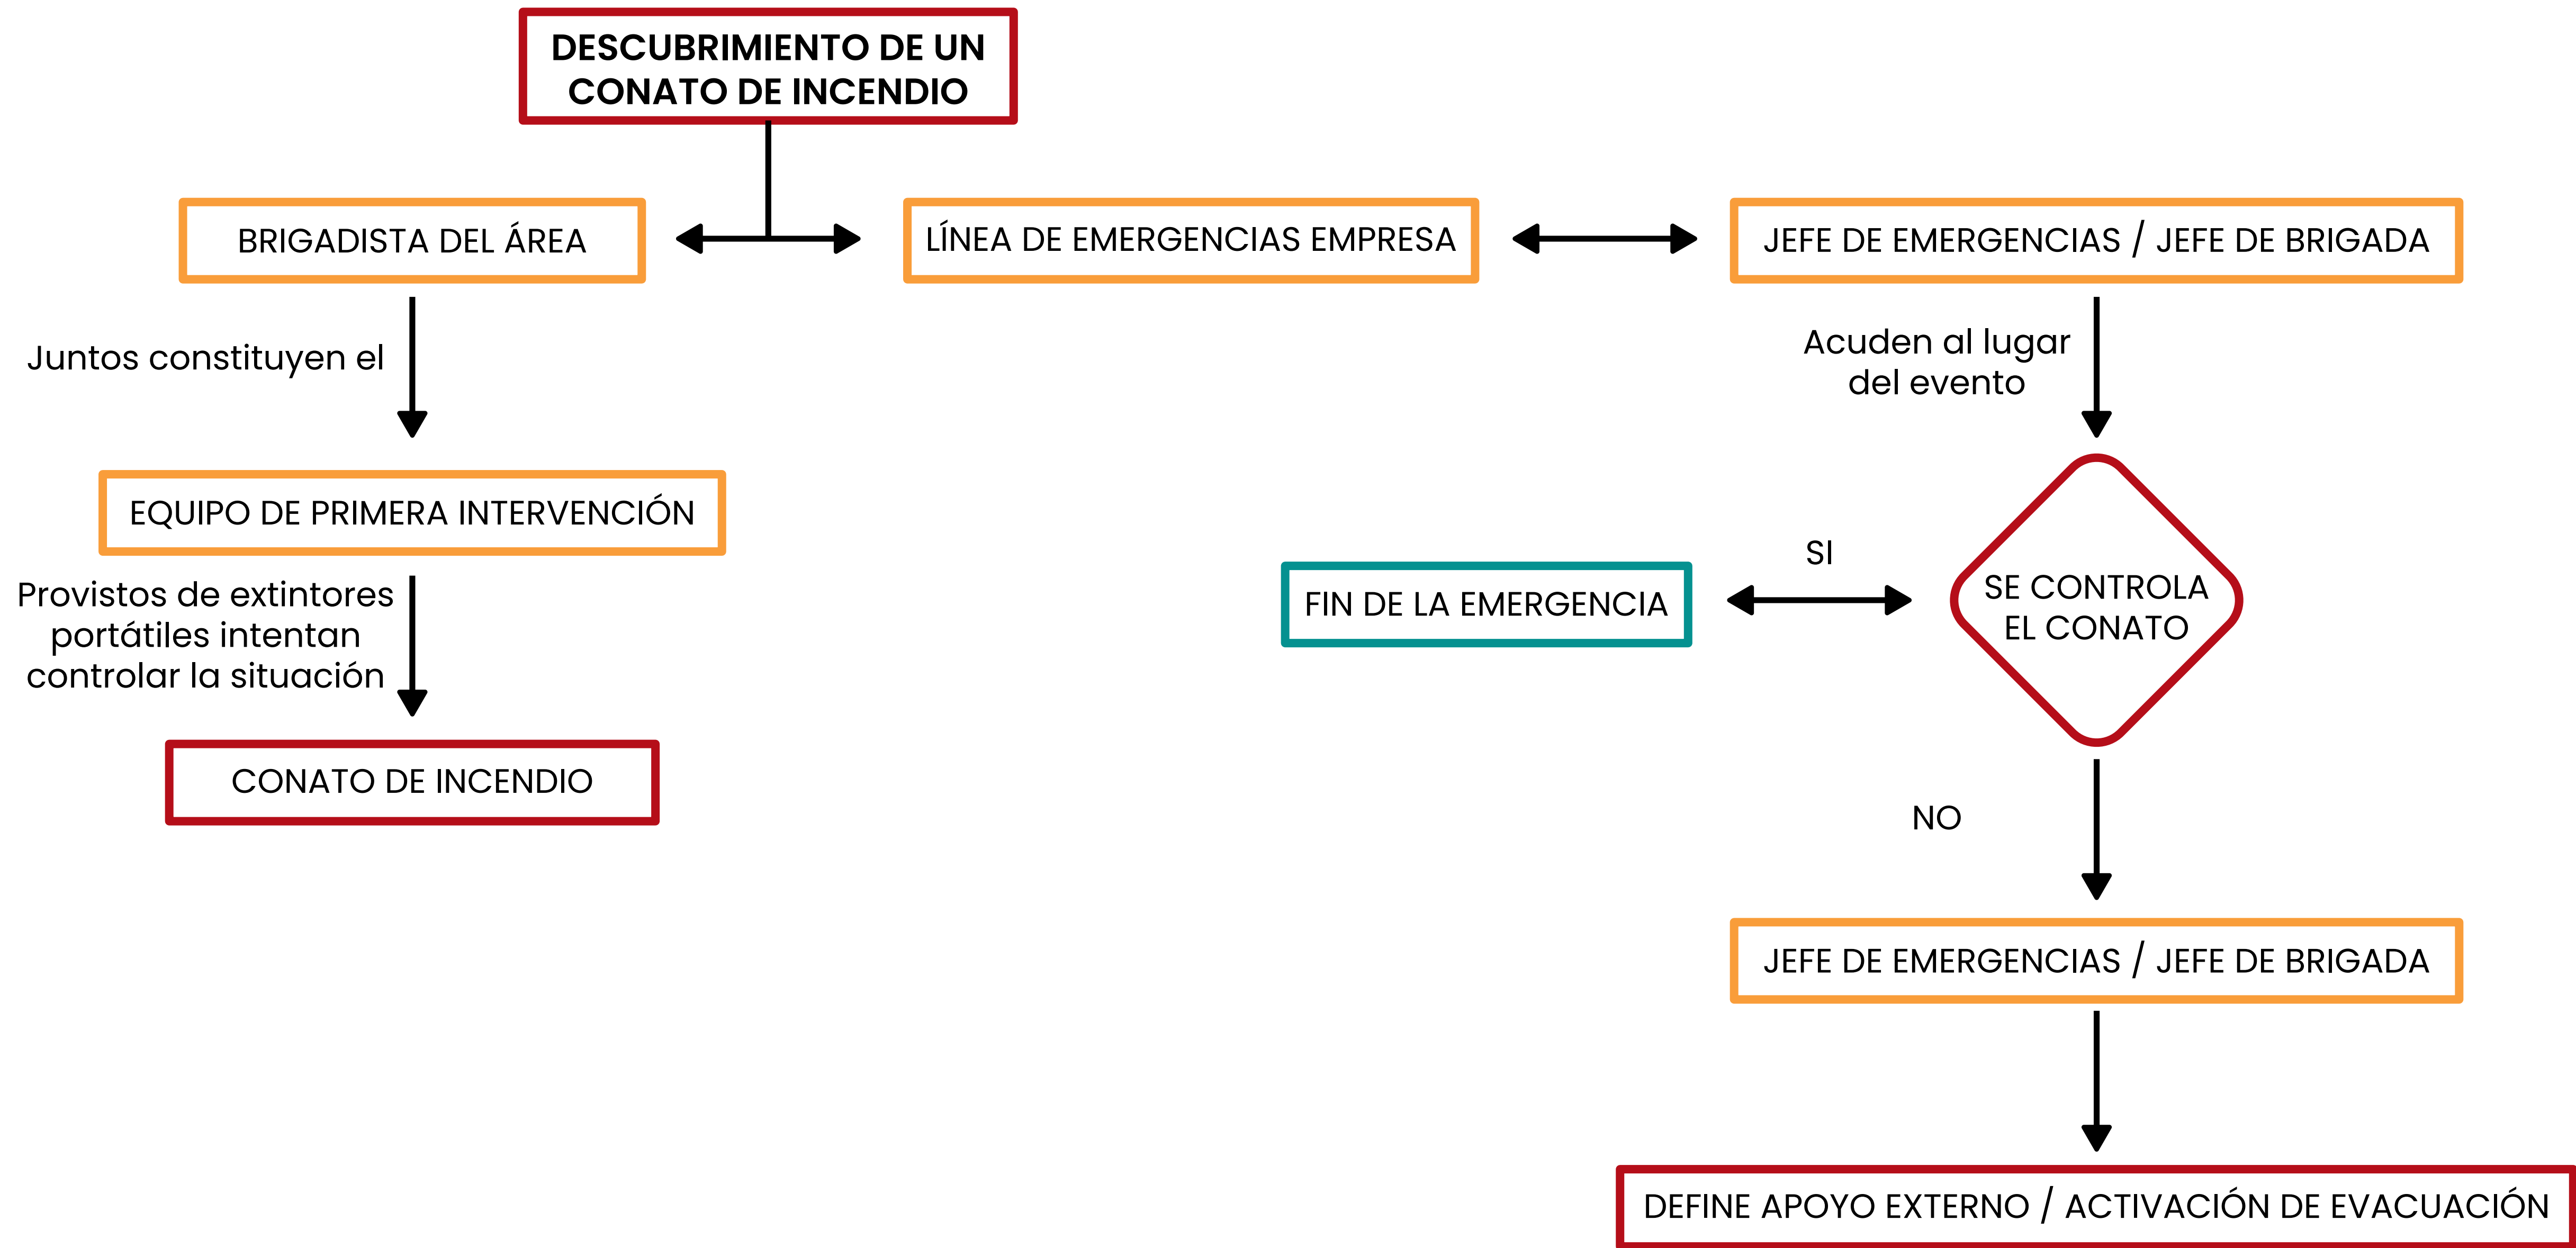 DESCUBRIMIENTO DE UN
CONATO DE INCENDIO
BRIGADISTA DEL ÁREA
LÍNEA DE EMERGENCIAS EMPRESA
JEFE DE EMERGENCIAS / JEFE DE BRIGADA
Juntos constituyen el
Acuden al lugar
del evento
EQUIPO DE PRIMERA INTERVENCIÓN
Provistos de extintores
portátiles intentan
controlar la situación
CONATO DE INCENDIO
SE CONTROLA
EL CONATO
SI
FIN DE LA EMERGENCIA
NO
JEFE DE EMERGENCIAS / JEFE DE BRIGADA
DEFINE APOYO EXTERNO / ACTIVACIÓN DE EVACUACIÓN